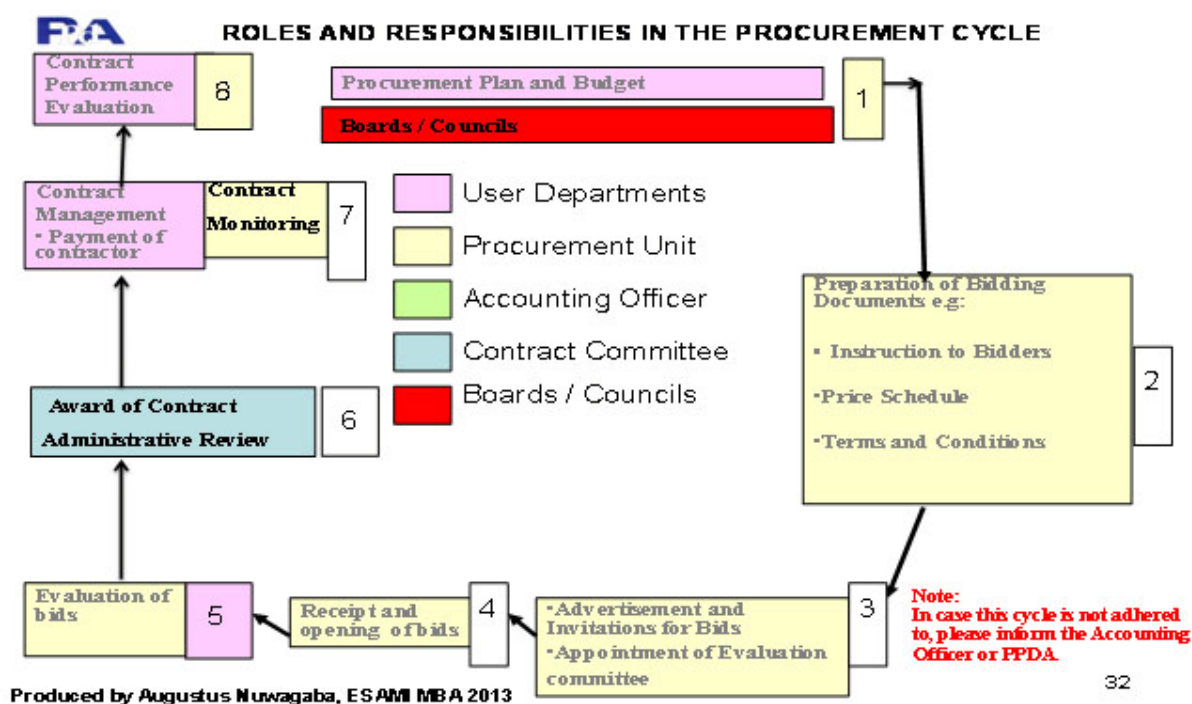 PPDA
ROLES AND RESPONSIBILITIES IN THE PROCUREMENT CYCLE
Procurement Plan and Budget
Boards / Councils
1
Preparation of Bidding
Documents e.g:
• Instruction to Bidders
•Price Schedule
•Terms and Conditions
2
•Advertisement and
Invitations for Bids
•Appointment of Evaluation
committee
3
Receipt and
opening of bids
4
Evaluation of
bids
5
Award of Contract
Administrative Review
6
Contract
Management
• Payment of
contractor
Contract
Monitoring
7
Contract
Performance
Evaluation
8
User Departments
Procurement Unit
Accounting Officer
Contract Committee
Boards / Councils
Note:
In case this cycle is not adhered
to, please inform the Accounting
Officer or PPDA.
Produced by Augustus Nuwagaba, ESAMI MBA 2013
32